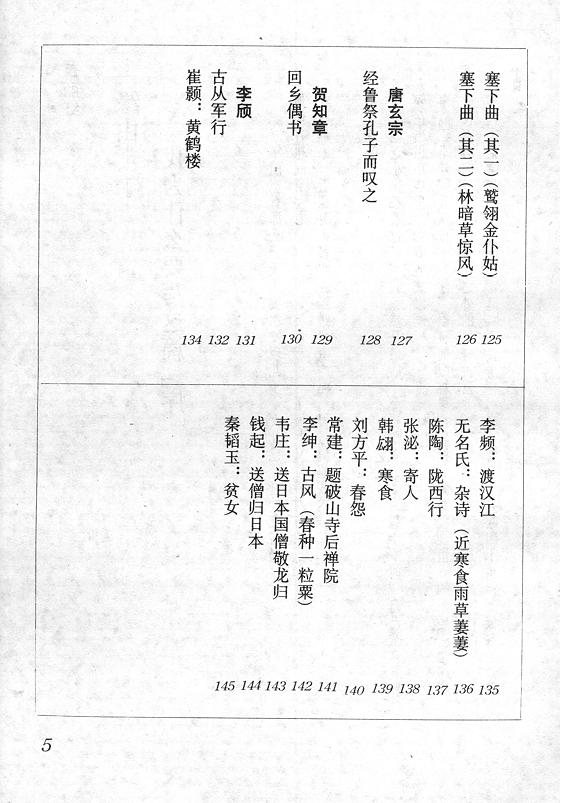 塞下曲（其一）（鹫翎金仆姑） 125
塞下曲（其二）（林暗草惊风） 126
唐玄宗 127
经鲁祭孔子而叹之 128
贺知章 129
回乡偶书 130
李颀 131
古从军行 132
崔颢：黄鹤楼 134
李频：渡汉江 135
无名氏：杂诗（近寒食雨草萋萋） 136
陈陶：陇西行 137
张泌：寄人 138
韩翃：寒食 139
刘方平：春怨 140
常建：题破山寺后禅院 141
李绅：古风（春种一粒粟） 142
韦庄：送日本国僧敬龙归 143
钱起：送僧归日本 144
秦韬玉：贫女 145
5